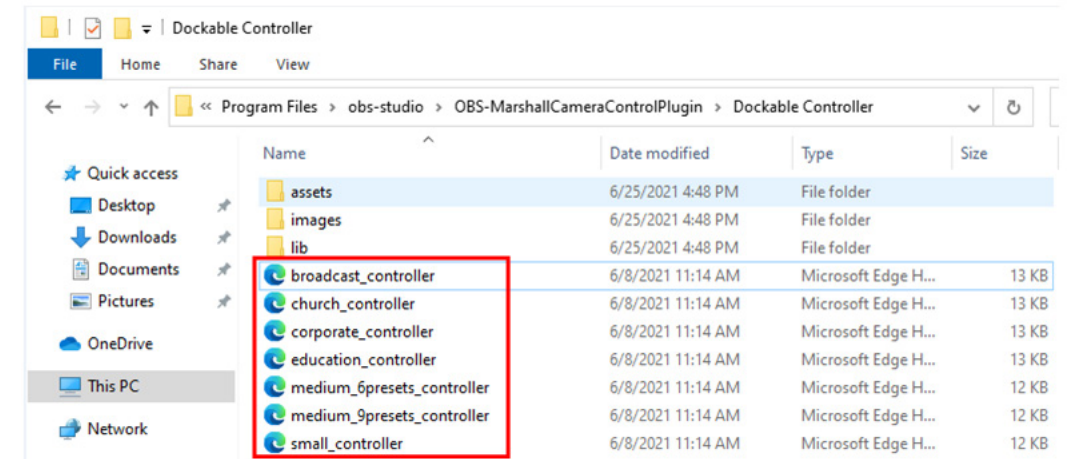 Dockable Controller
File Home Share View
« Program Files > obs-studio > OBS-MarshallCameraControlPlugin > Dockable Controller
Name Date modified Type Size
Quick access
Desktop
Downloads
Documents
Pictures
OneDrive
This PC
Network
assets 6/25/2021 4:48 PM File folder
images 6/25/2021 4:48 PM File folder
lib 6/25/2021 4:48 PM File folder
broadcast_controller 6/8/2021 11:14 AM Microsoft Edge H... 13 KB
church_controller 6/8/2021 11:14 AM Microsoft Edge H... 13 KB
corporate_controller 6/8/2021 11:14 AM Microsoft Edge H... 13 KB
education_controller 6/8/2021 11:14 AM Microsoft Edge H... 13 KB
medium_6presets_controller 6/8/2021 11:14 AM Microsoft Edge H... 12 KB
medium_9presets_controller 6/8/2021 11:14 AM Microsoft Edge H... 12 KB
small_controller 6/8/2021 11:14 AM Microsoft Edge H... 12 KB